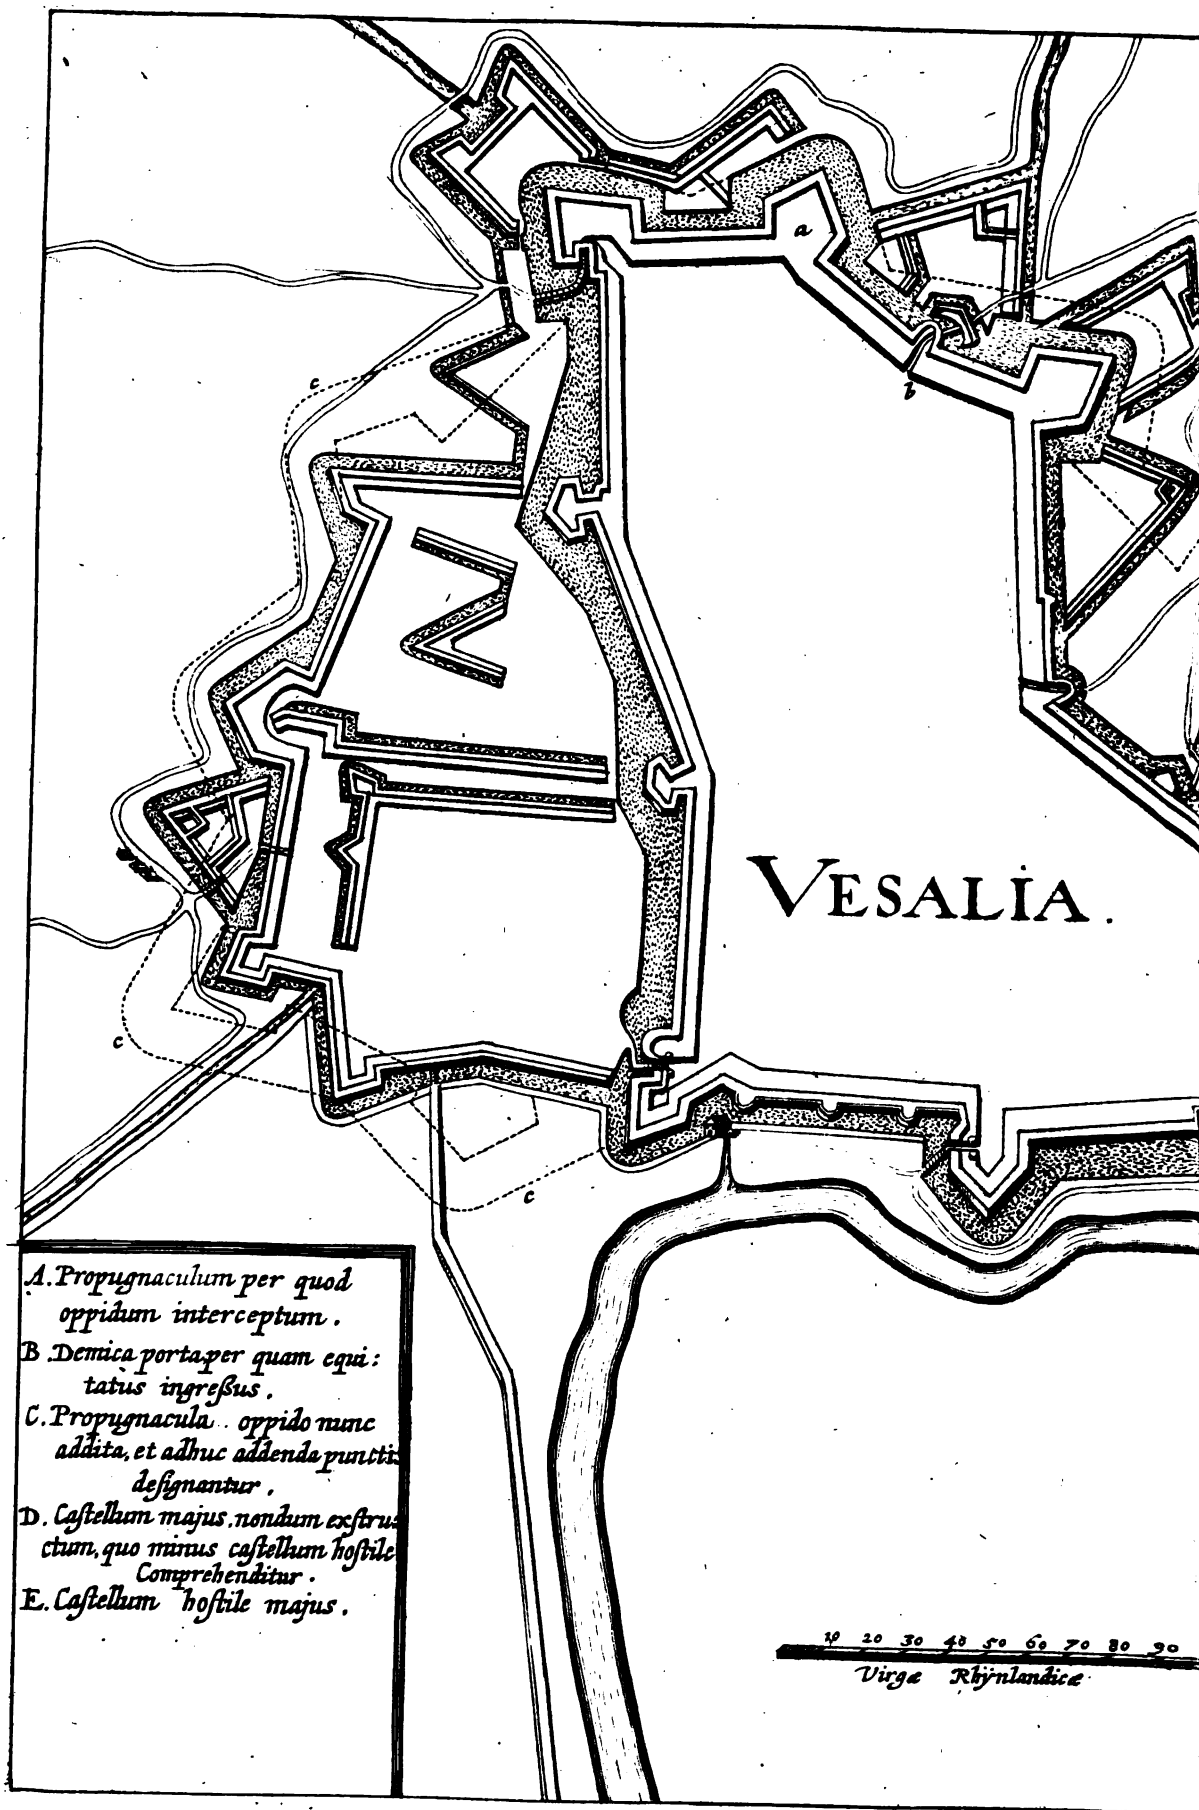 a
b
c
VESALIA.
c
c
A. Propugnaculum per quod
oppidum interceptum.
B. Demica porta per quam equi:
tatus ingreßus.
C. Propugnacula oppido nunc
addita, et adhuc addenda punctis
deſignantur.
D. Caſtellum majus, nondum exſtru
ctum, quo minus caſtellum hoſtile
Comprehenditur.
E. Caſtellum hoſtile majus.
10 20 30 40 50 60 70 80 90
Virgæ Rhÿnlandicæ